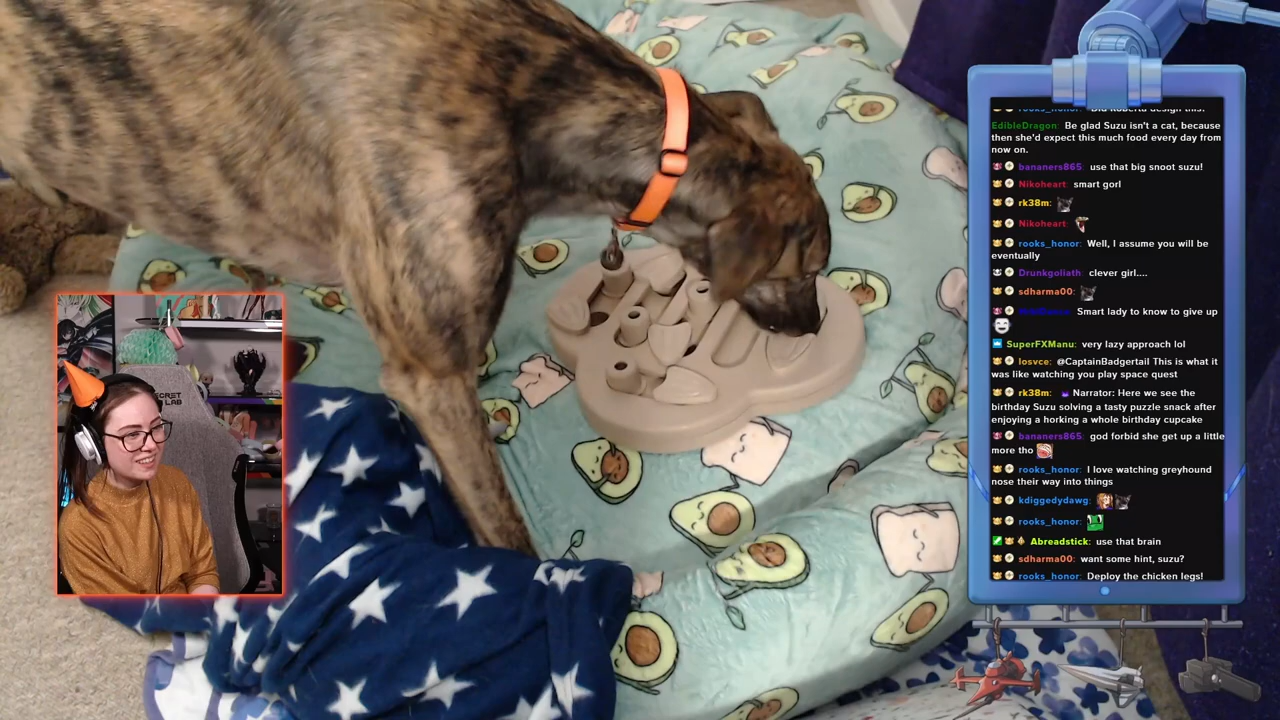 SECRET
LAB
rooks_honor: Did Roberta design this?
EdibleDragon: Be glad Suzu isn't a cat, because
then she'd expect this much food every day from
now on.
bananers865: use that big snoot suzu!
Nikoheart smart gorl
rk38m:
Nikoheart:
rooks_honor: Well, I assume you will be
eventually
Drunkgoliath: clever girl....
sdharma00:
Smart lady to know to give up
SuperFXManu: very lazy approach lol
losvce: @CaptainBadgertail This is what it
was like watching you play space quest
rk38m: Narrator: Here we see the
birthday Suzu solving a tasty puzzle snack after
enjoying a horking a whole birthday cupcake
bananers865: god forbid she get up a little
more tho
rooks_honor: I love watching greyhound
nose their way into things
kdiggedydawg:
rooks_honor:
Abreadstick: use that brain
sdharma00: want some hint, suzu?
rooks_honor: Deploy the chicken legs!